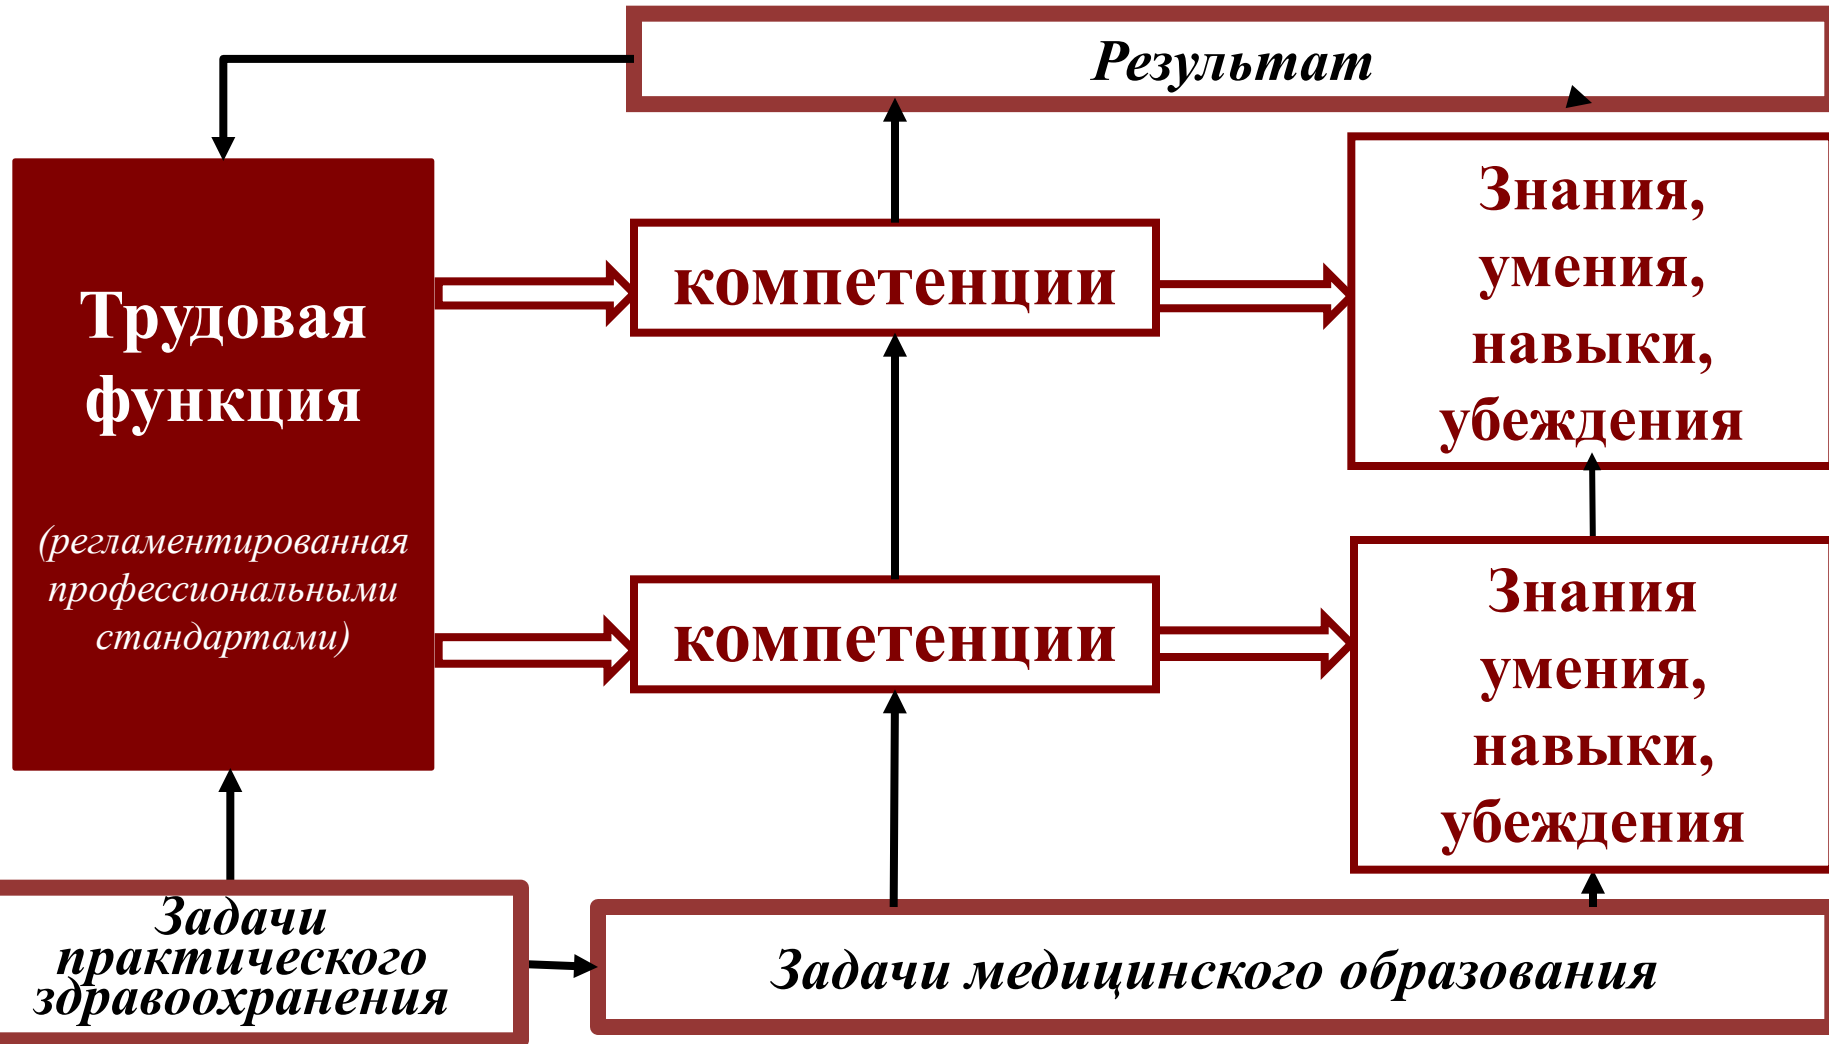 Результат
Трудовая
функция
(регламентированная
профессиональными
стандартами)
компетенции
Знания,
умения,
навыки,
убеждения
компетенции
Знания
умения,
навыки,
убеждения
Задачи
практического
здравоохранения
Задачи медицинского образования